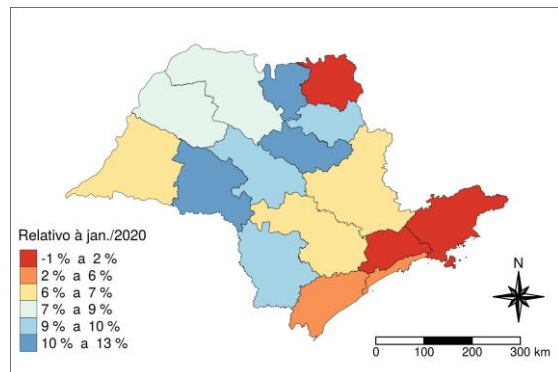 Relativo à jan./2020
-1 % a 2 %
2 % a 6 %
6 % a 7 %
7 % a 9 %
9 % a 10 %
10 % a 13 %
N
0 100 200 300 km